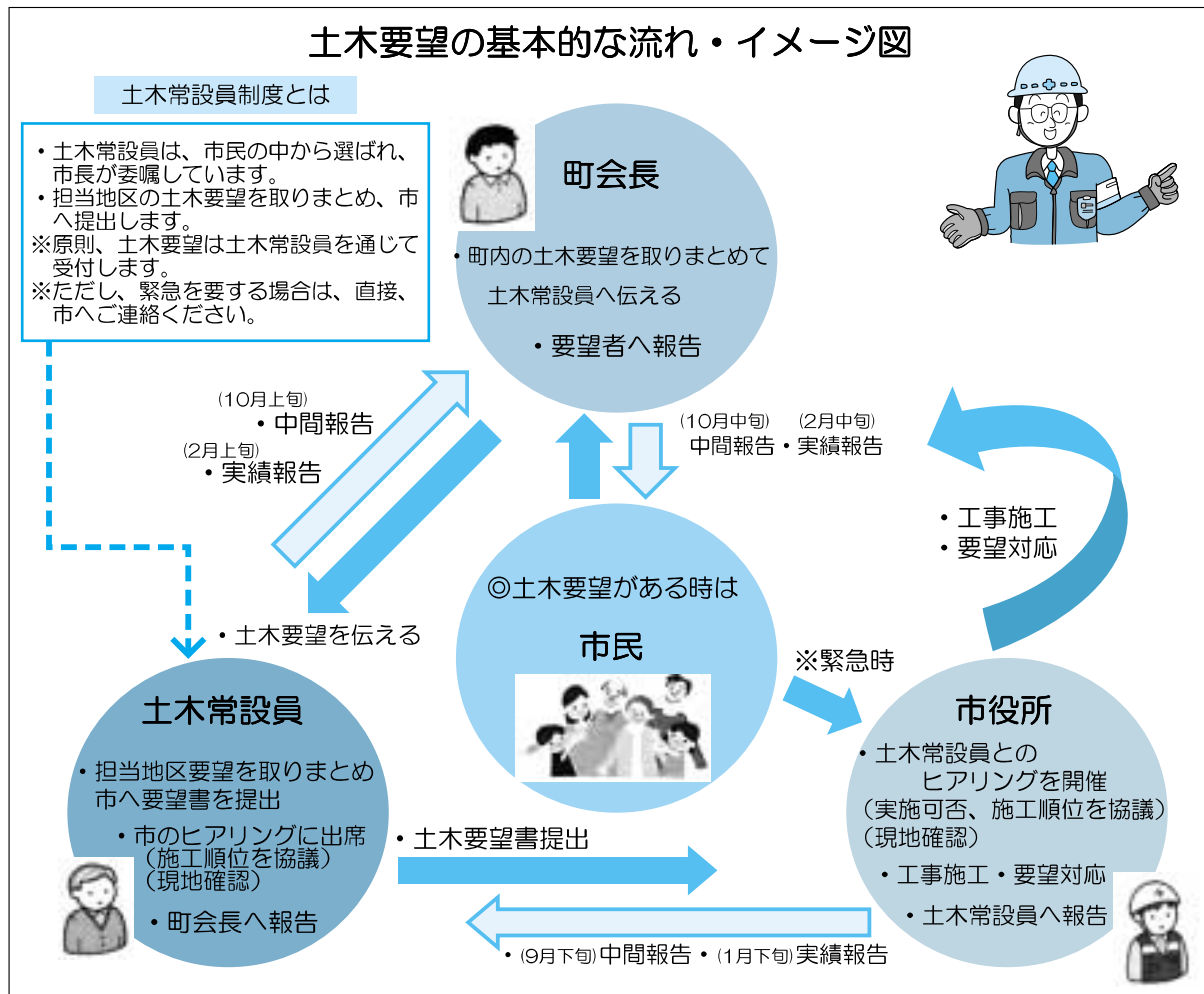 土木要望の基本的な流れ・イメージ図
土木常設員制度とは
・土木常設員は、市民の中から選ばれ、
市長が委嘱しています。
・担当地区の土木要望を取りまとめ、市
へ提出します。
※原則、土木要望は土木常設員を通じて
受付します。
※ただし、緊急を要する場合は、直接、
市へご連絡ください。
町会長
・町内の土木要望を取りまとめて
土木常設員へ伝える
・要望者へ報告
(10月上旬)
・中間報告
(2月上旬)
・実績報告
(10月中旬) (2月中旬)
中間報告・実績報告
・工事施工
・要望対応
・土木要望を伝える
◎土木要望がある時は
市民
※緊急時
土木常設員
・担当地区要望を取りまとめ
市へ要望書を提出
・市のヒアリングに出席
(施工順位を協議)
(現地確認)
・町会長へ報告
市役所
・土木常設員との
ヒアリングを開催
(実施可否、施工順位を協議)
(現地確認)
・工事施工・要望対応
・土木常設員へ報告
・土木要望書提出
・(9月下旬)中間報告・(1月下旬)実績報告